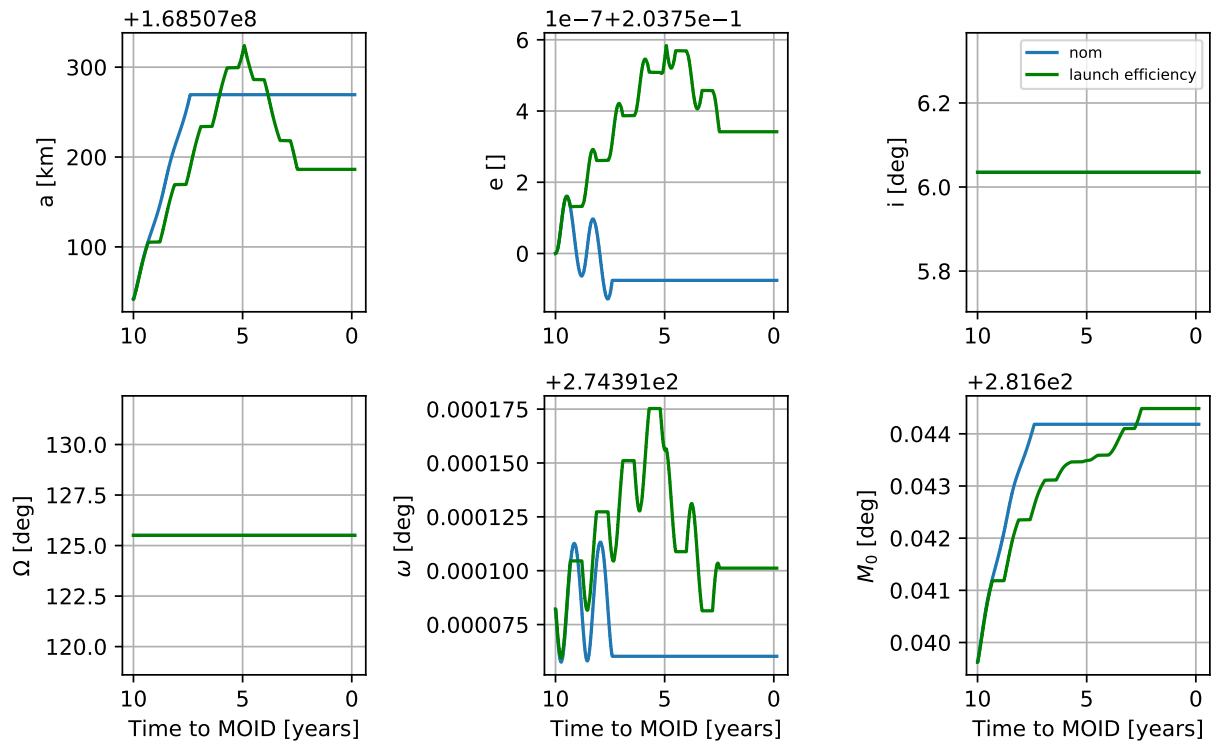 +1.68507e8
300
200
100
a [km]
10
5
0
1e−7+2.0375e−1
6
4
2
0
e []
10
5
0
nom
launch efficiency
6.2
6.0
5.8
i [deg]
10
5
0
130.0
127.5
125.0
122.5
120.0
Ω [deg]
10
5
0
Time to MOID [years]
+2.74391e2
0.000175
0.000150
0.000125
0.000100
0.000075
ω [deg]
10
5
0
Time to MOID [years]
+2.816e2
0.044
0.043
0.042
0.041
0.040
M₀ [deg]
10
5
0
Time to MOID [years]